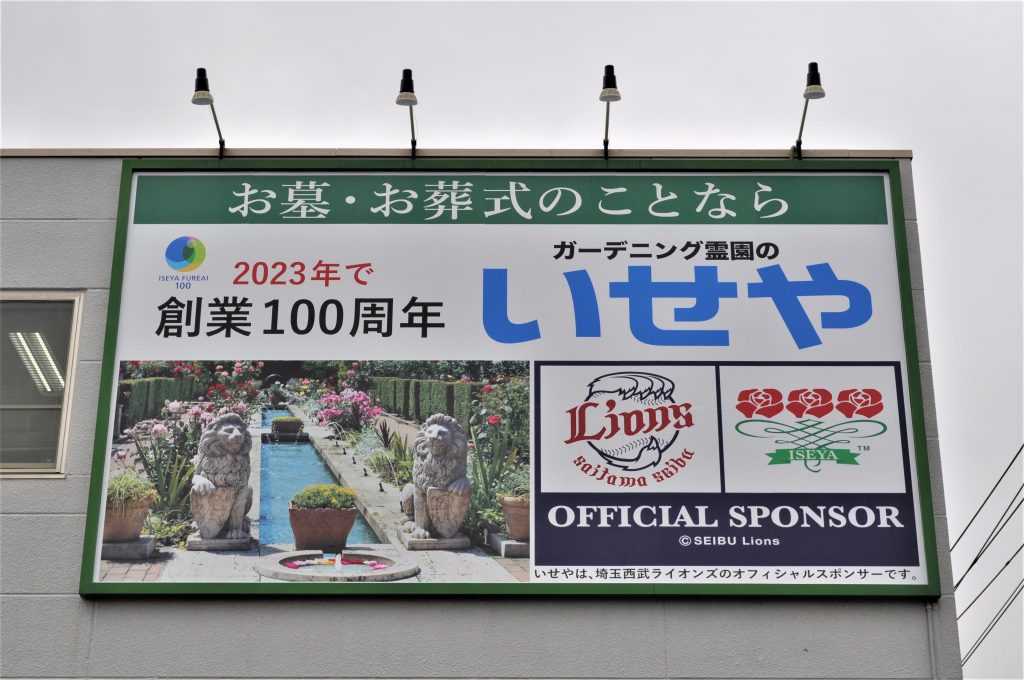 お墓・お葬式のことなら
ISEYA FUREAI
100
2023年で
創業100周年
ガーデニング霊園の
いせや
Lions
saitama seibu
ISEYA
TM
OFFICIAL SPONSOR
©SEIBU Lions
いせやは、埼玉西武ライオンズのオフィシャルスポンサーです。